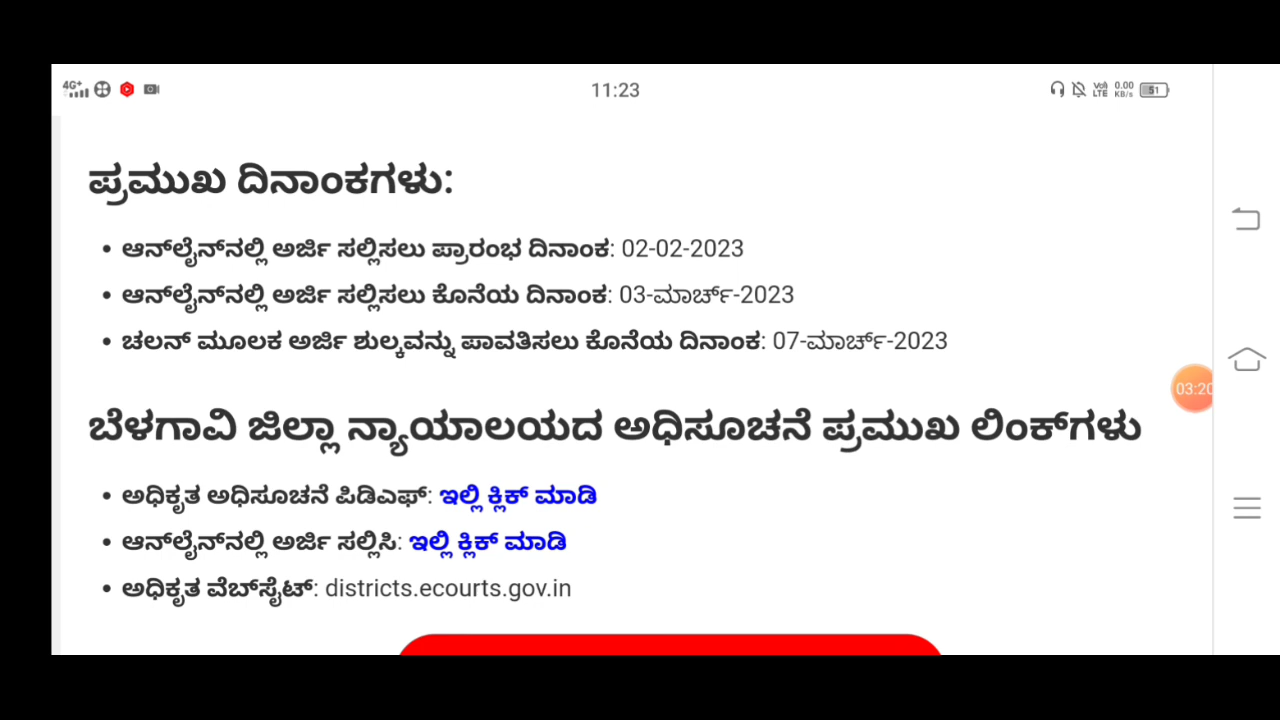 4G+ 11:23 Vo) LTE 0.00 KB/s 51
ಪ್ರಮುಖ ದಿನಾಂಕಗಳು:
• ಆನ್‌ಲೈನ್‌ನಲ್ಲಿ ಅರ್ಜಿ ಸಲ್ಲಿಸಲು ಪ್ರಾರಂಭ ದಿನಾಂಕ: 02-02-2023
• ಆನ್‌ಲೈನ್‌ನಲ್ಲಿ ಅರ್ಜಿ ಸಲ್ಲಿಸಲು ಕೊನೆಯ ದಿನಾಂಕ: 03-ಮಾರ್ಚ್-2023
• ಚಲನ್ ಮೂಲಕ ಅರ್ಜಿ ಶುಲ್ಕವನ್ನು ಪಾವತಿಸಲು ಕೊನೆಯ ದಿನಾಂಕ: 07-ಮಾರ್ಚ್-2023
03:20
ಬೆಳಗಾವಿ ಜಿಲ್ಲಾ ನ್ಯಾಯಾಲಯದ ಅಧಿಸೂಚನೆ ಪ್ರಮುಖ ಲಿಂಕ್‌ಗಳು
• ಅಧಿಕೃತ ಅಧಿಸೂಚನೆ ಪಿಡಿಎಫ್: ಇಲ್ಲಿ ಕ್ಲಿಕ್ ಮಾಡಿ
• ಆನ್‌ಲೈನ್‌ನಲ್ಲಿ ಅರ್ಜಿ ಸಲ್ಲಿಸಿ: ಇಲ್ಲಿ ಕ್ಲಿಕ್ ಮಾಡಿ
• ಅಧಿಕೃತ ವೆಬ್‌ಸೈಟ್: districts.ecourts.gov.in